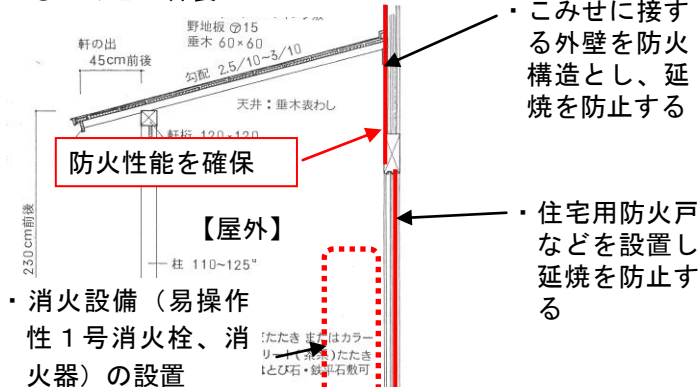 野地板 ㋐15
垂木 60×60
軒の出
45cm前後
勾配 2.5/10~3/10
天井：垂木表わし
軒桁 120×120
防火性能を確保
【屋外】
230cm前後
柱 110~125
・こみせに接す
る外壁を防火
構造とし、延
焼を防止する
・住宅用防火戸
などを設置し
延焼を防止す
る
・消火設備（易操作
性１号消火栓、消
火器）の設置
たたき またはカラー
たたき
とび石・鉄平石敷可